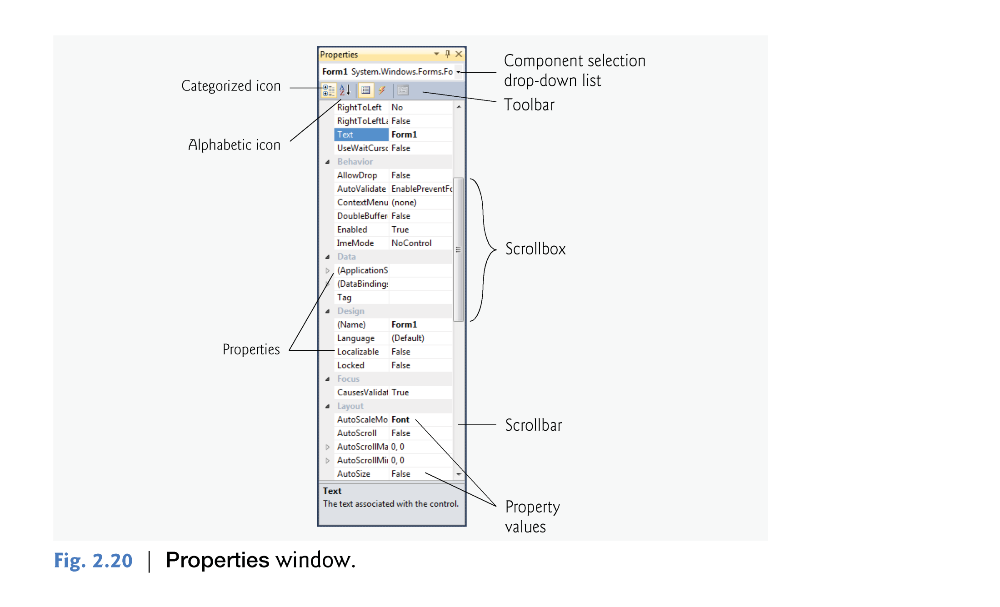 Properties
Form1 System.Windows.Forms.Fo
Component selection
drop-down list
Categorized icon
Toolbar
Alphabetic icon
RightToLeft No
RightToLeftLa False
Text Form1
UseWaitCurso False
Behavior
AllowDrop False
AutoValidate EnablePreventFo
ContextMenu (none)
DoubleBuffer False
Enabled True
ImeMode NoControl
Scrollbox
Data
(ApplicationS
(DataBindings
Tag
Design
(Name) Form1
Language (Default)
Properties
Localizable False
Locked False
Focus
CausesValidat True
Layout
AutoScaleMo Font
Scrollbar
AutoScroll False
AutoScrollMa 0, 0
AutoScrollMi 0, 0
AutoSize False
Text
The text associated with the control.
Property
values
Fig. 2.20 | Properties window.